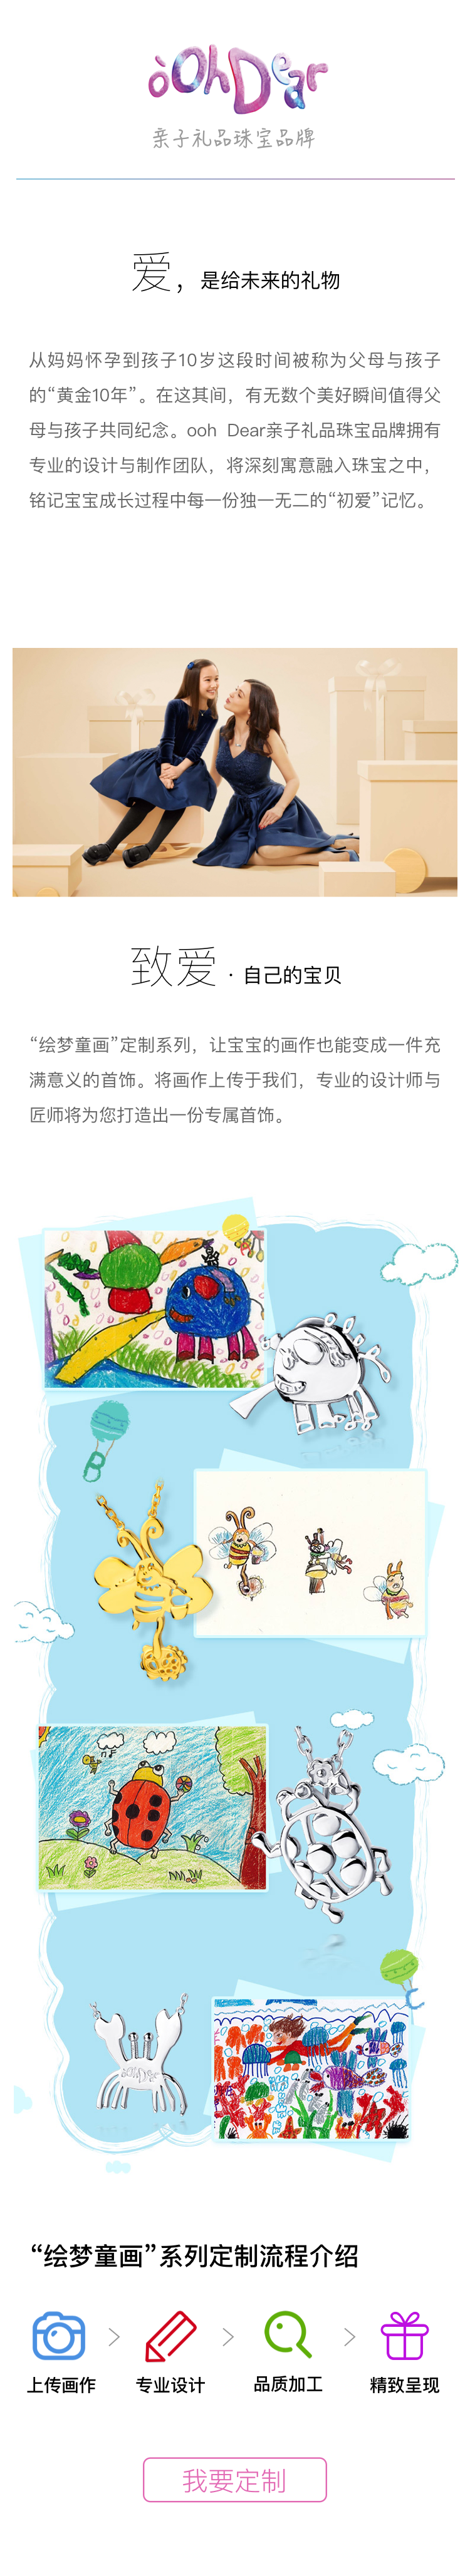 òOhDear
亲子礼品珠宝品牌
爱，是给未来的礼物
从妈妈怀孕到孩子10岁这段时间被称为父母与孩子
的“黄金10年”。在这其间，有无数个美好瞬间值得父
母与孩子共同纪念。ooh Dear亲子礼品珠宝品牌拥有
专业的设计与制作团队，将深刻寓意融入珠宝之中，
铭记宝宝成长过程中每一份独一无二的“初爱”记忆。
致爱 · 自己的宝贝
“绘梦童画”定制系列，让宝宝的画作也能变成一件充
满意义的首饰。将画作上传于我们，专业的设计师与
匠师将为您打造出一份专属首饰。
òOhDear
“绘梦童画”系列定制流程介绍
上传画作 > 专业设计 > 品质加工 > 精致呈现
我要定制